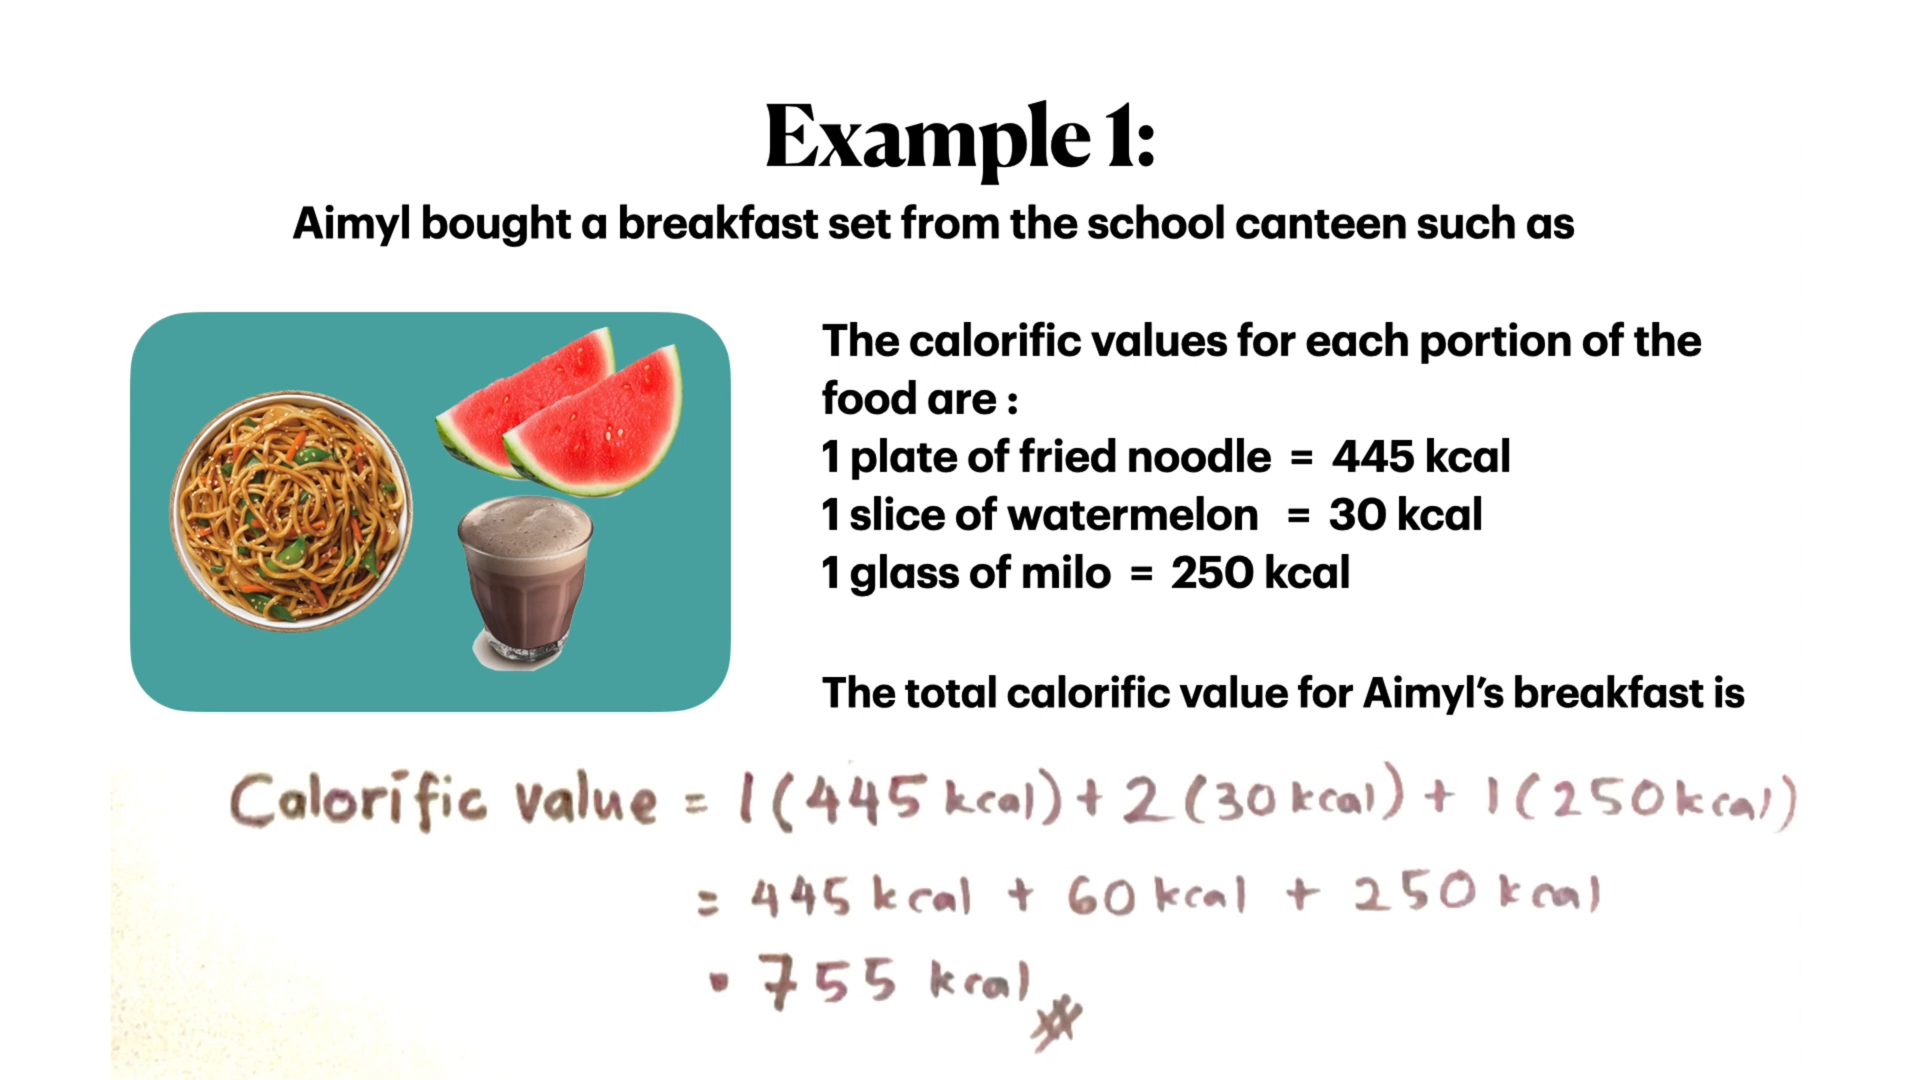 Example 1:
Aimyl bought a breakfast set from the school canteen such as
The calorific values for each portion of the
food are :
1 plate of fried noodle = 445 kcal
1 slice of watermelon = 30 kcal
1 glass of milo = 250 kcal
The total calorific value for Aimyl's breakfast is
Calorific value = 1(445 kcal) + 2(30 kcal) + 1(250 kcal)
= 445 kcal + 60 kcal + 250 kcal
= 755 kcal